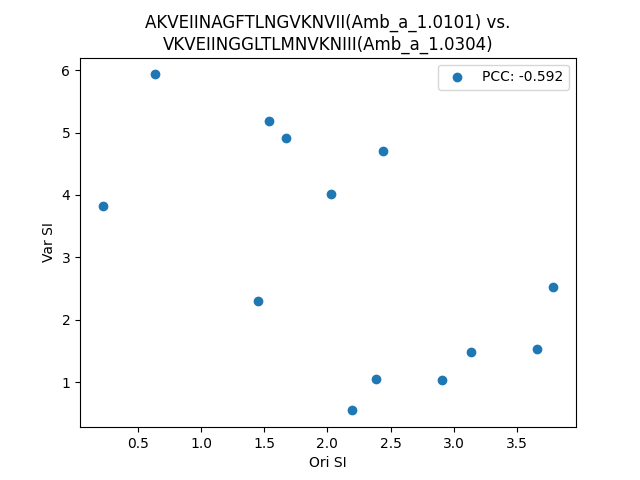 AKVEIINAGFTLNGVKNVII(Amb_a_1.0101) vs.
VKVEIINGGLTLMNVKNIII(Amb_a_1.0304)
PCC: -0.592
6
5
4
3
2
1
Var SI
0.5 1.0 1.5 2.0 2.5 3.0 3.5
Ori SI